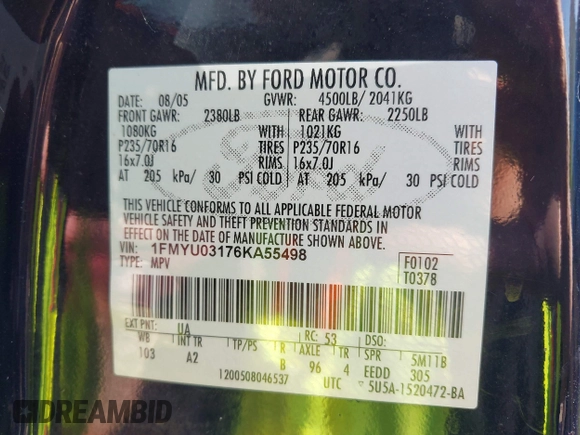 MFD. BY FORD MOTOR CO.
DATE: 08/05 GVWR: 4500LB/ 2041KG
FRONT GAWR: 2380LB REAR GAWR: 2250LB
1080KG WITH 1021KG WITH
P235/70R16 TIRES P235/70R16 TIRES
16x7.0J RIMS 16x7.0J RIMS
AT 205 kPa/ 30 PSI COLD AT 205 kPa/ 30 PSI COLD
THIS VEHICLE CONFORMS TO ALL APPLICABLE FEDERAL MOTOR
VEHICLE SAFETY AND THEFT PREVENTION STANDARDS IN
EFFECT ON THE DATE OF MANUFACTURE SHOWN ABOVE.
VIN: 1FMYU03176KA55498 F0102
TYPE: MPV T0378
EXT PNT: UA RC: 53 DSO:
WB INT TR TP/PS R AXLE TR SPR 5M11B
103 A2 B 96 4 EEDD 305
1200508046537 UTC 5U5A-1520472-BA
Ford
DREAMBID